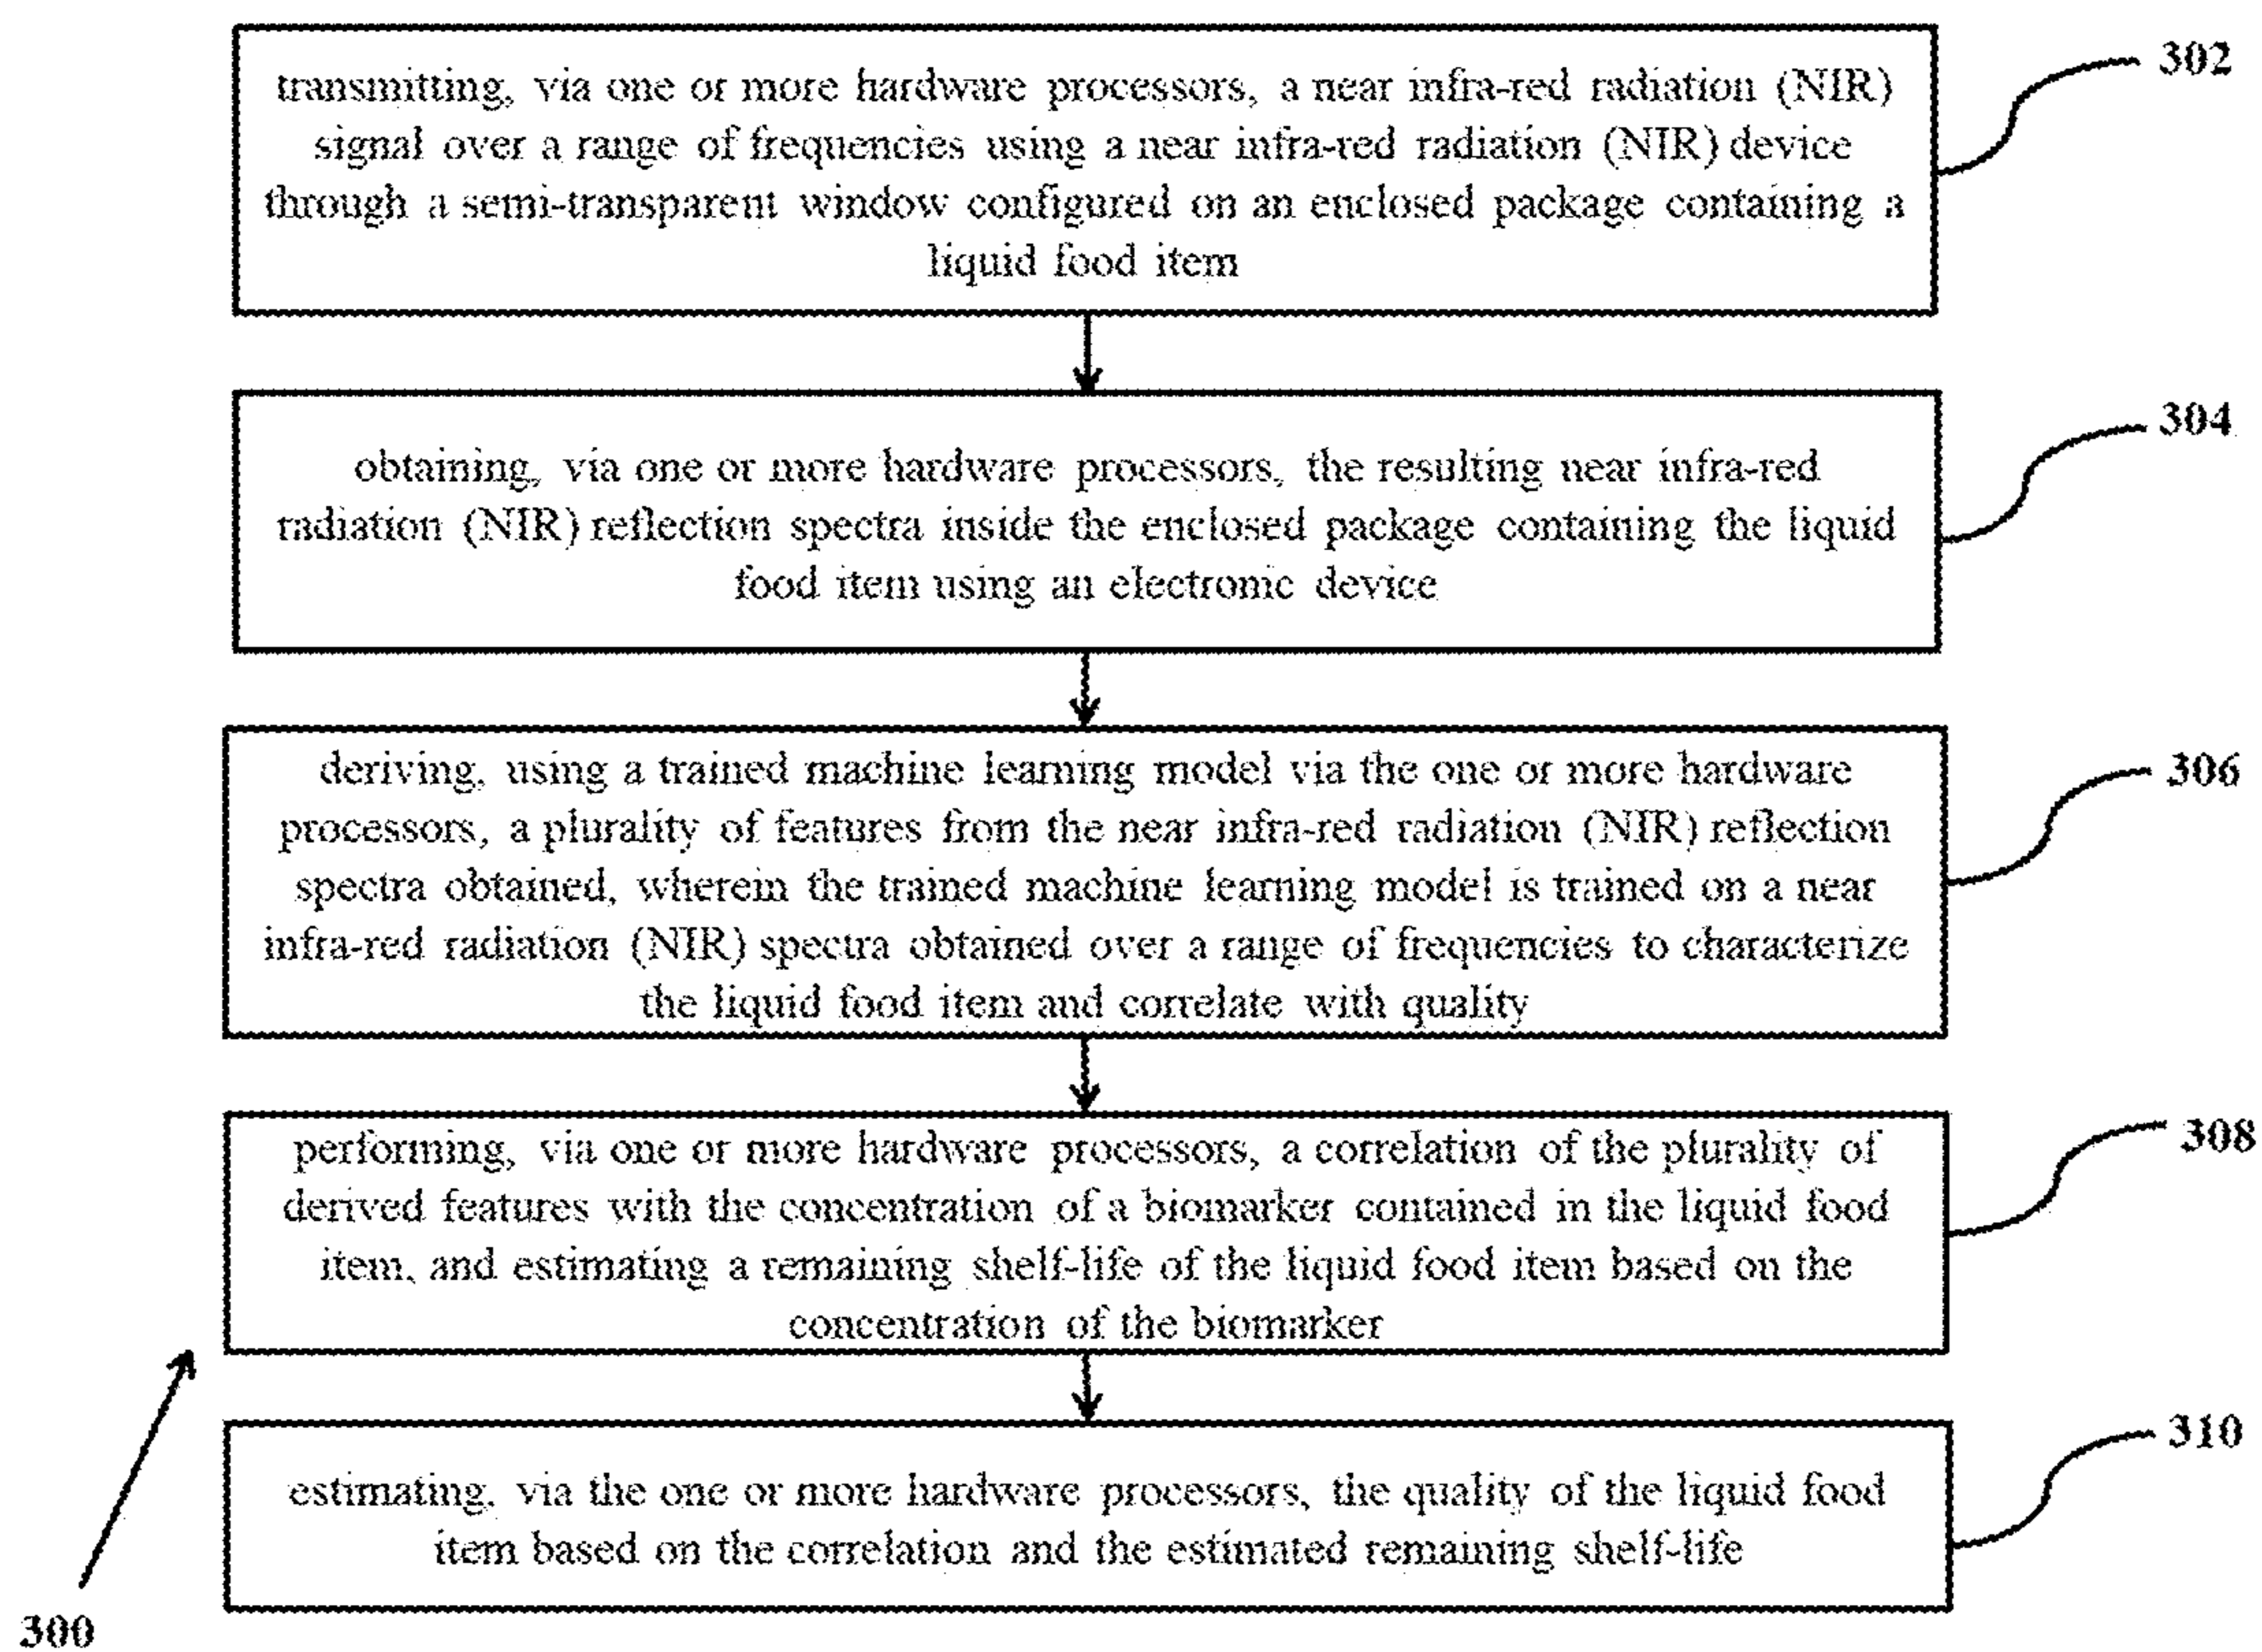 transmitting, via one or more hardware processors, a near infra-red radiation (NIR)
signal over a range of frequencies using a near infra-red radiation (NIR) device
through a semi-transparent window configured on an enclosed package containing a
liquid food item
302
obtaining, via one or more hardware processors, the resulting near infra-red
radiation (NIR) reflection spectra inside the enclosed package containing the liquid
food item using an electronic device
304
deriving, using a trained machine learning model via the one or more hardware
processors, a plurality of features from the near infra-red radiation (NIR) reflection
spectra obtained, wherein the trained machine learning model is trained on a near
infra-red radiation (NIR) spectra obtained over a range of frequencies to characterize
the liquid food item and correlate with quality
306
performing, via one or more hardware processors, a correlation of the plurality of
derived features with the concentration of a biomarker contained in the liquid food
item, and estimating a remaining shelf-life of the liquid food item based on the
concentration of the biomarker
308
estimating, via the one or more hardware processors, the quality of the liquid food
item based on the correlation and the estimated remaining shelf-life
310
300